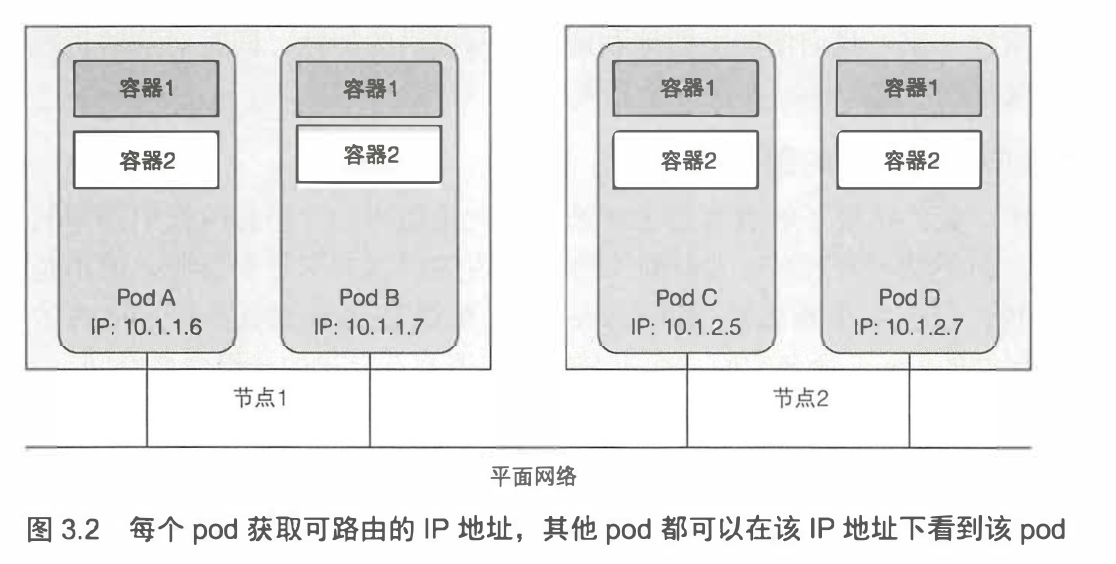 容器1
容器2
Pod A
IP: 10.1.1.6
容器1
容器2
Pod B
IP: 10.1.1.7
节点1
容器1
容器2
Pod C
IP: 10.1.2.5
容器1
容器2
Pod D
IP: 10.1.2.7
节点2
平面网络
图 3.2 每个 pod 获取可路由的 IP 地址，其他 pod 都可以在该 IP 地址下看到该 pod